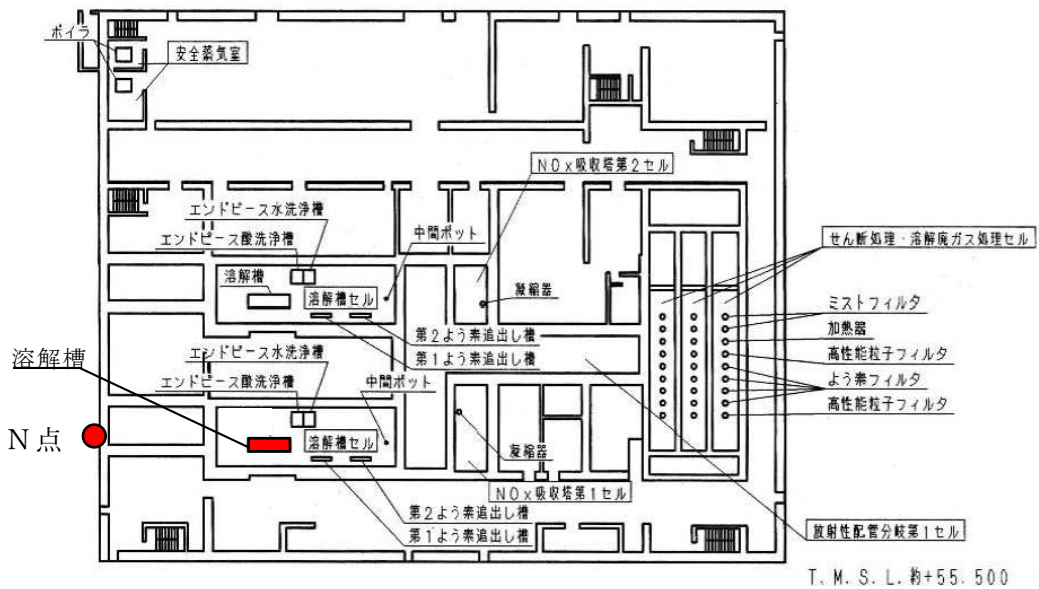 ボイラ
安全蒸気室
NOx吸収塔第2セル
エンドピース水洗浄槽
エンドピース酸洗浄槽
中間ポット
せん断処理・溶解廃ガス処理セル
溶解槽
溶解槽セル
凝縮器
ミストフィルタ
加熱器
高性能粒子フィルタ
よう素フィルタ
高性能粒子フィルタ
第2よう素追出し槽
第1よう素追出し槽
溶解槽
エンドピース水洗浄槽
エンドピース酸洗浄槽
中間ポット
N点
溶解槽セル
凝縮器
NOx吸収塔第1セル
第2よう素追出し槽
第1よう素追出し槽
放射性配管分岐第1セル
T.M.S.L.約+55.500